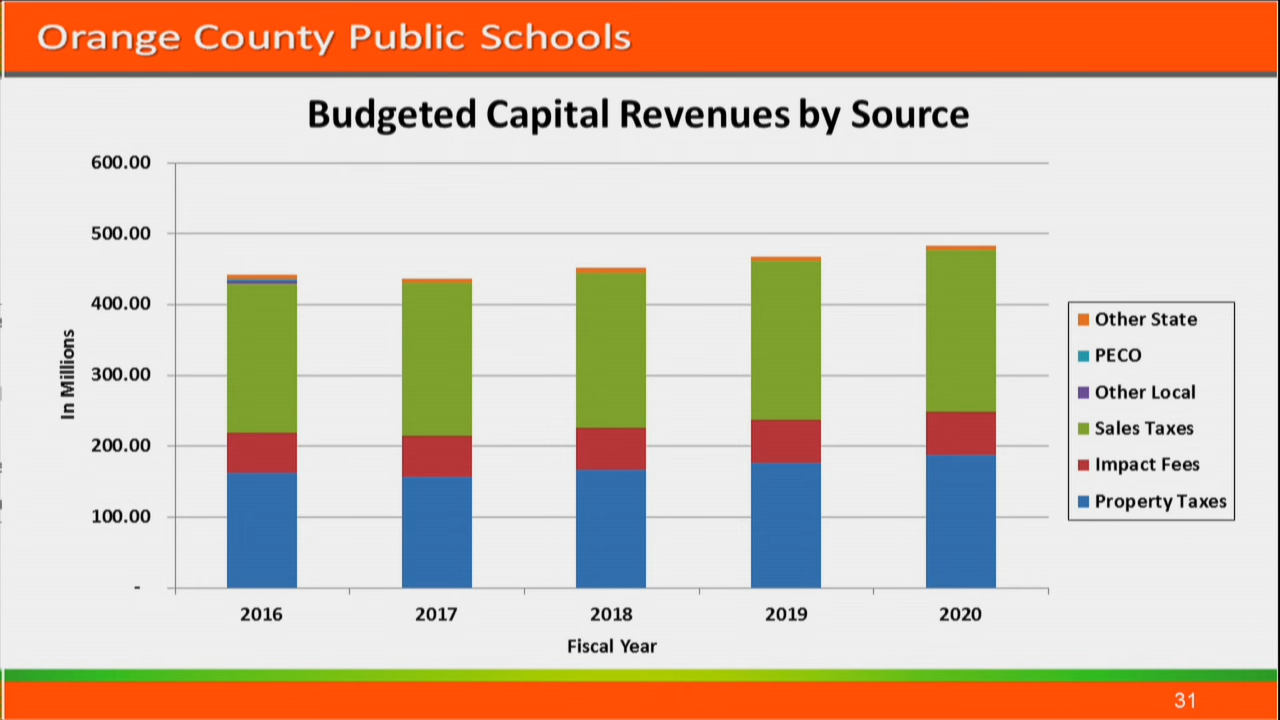 Orange County Public Schools
Budgeted Capital Revenues by Source
600.00
500.00
400.00
300.00
200.00
100.00
-
In Millions
2016 2017 2018 2019 2020
Fiscal Year
Other State
PECO
Other Local
Sales Taxes
Impact Fees
Property Taxes
31